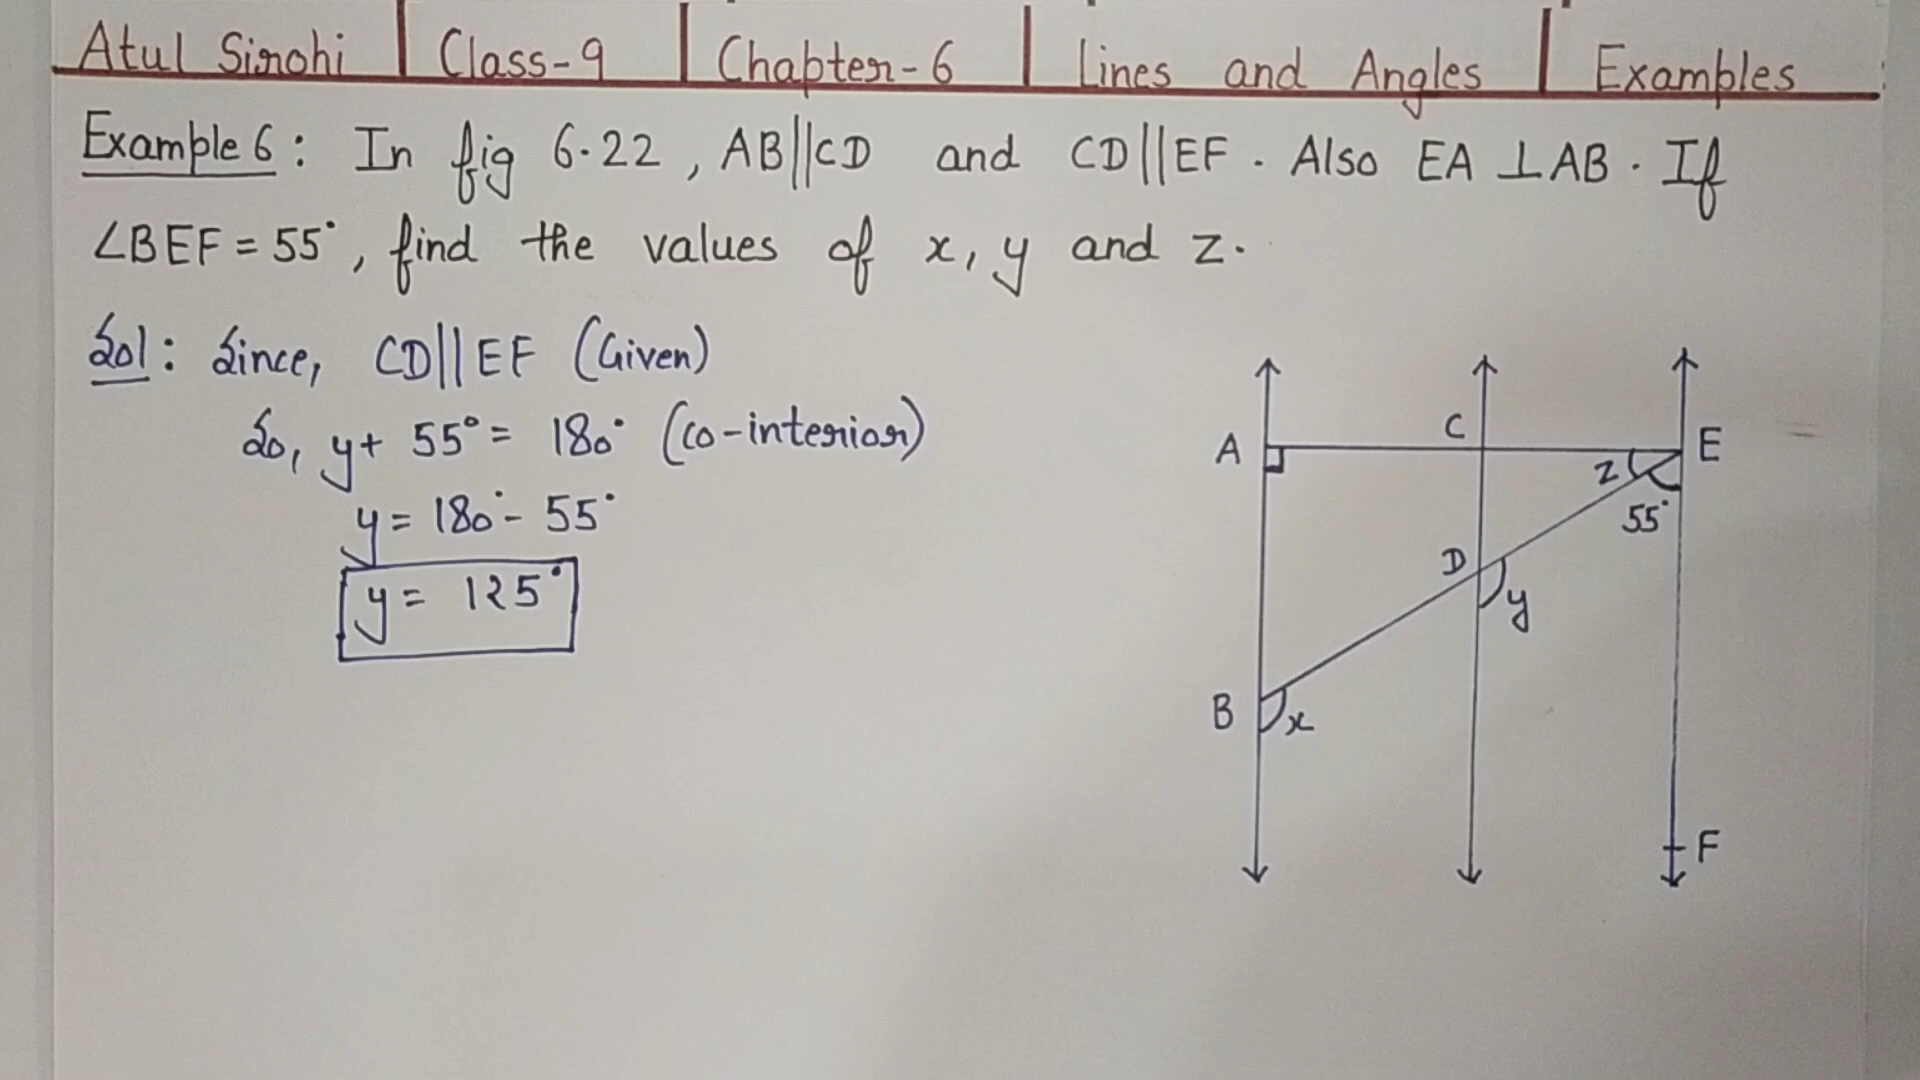 Atul Sirohi | Class-9 | Chapter-6 | Lines and Angles | Examples
Example 6: In fig 6.22, AB||CD and CD||EF. Also EA ⊥ AB. If
∠BEF = 55°, find the values of x, y and z.
Sol: Since, CD||EF (Given)
So, y + 55° = 180° (co-interior)
y = 180° - 55°
y = 125°
A C E
z
55°
D
y
B x
F